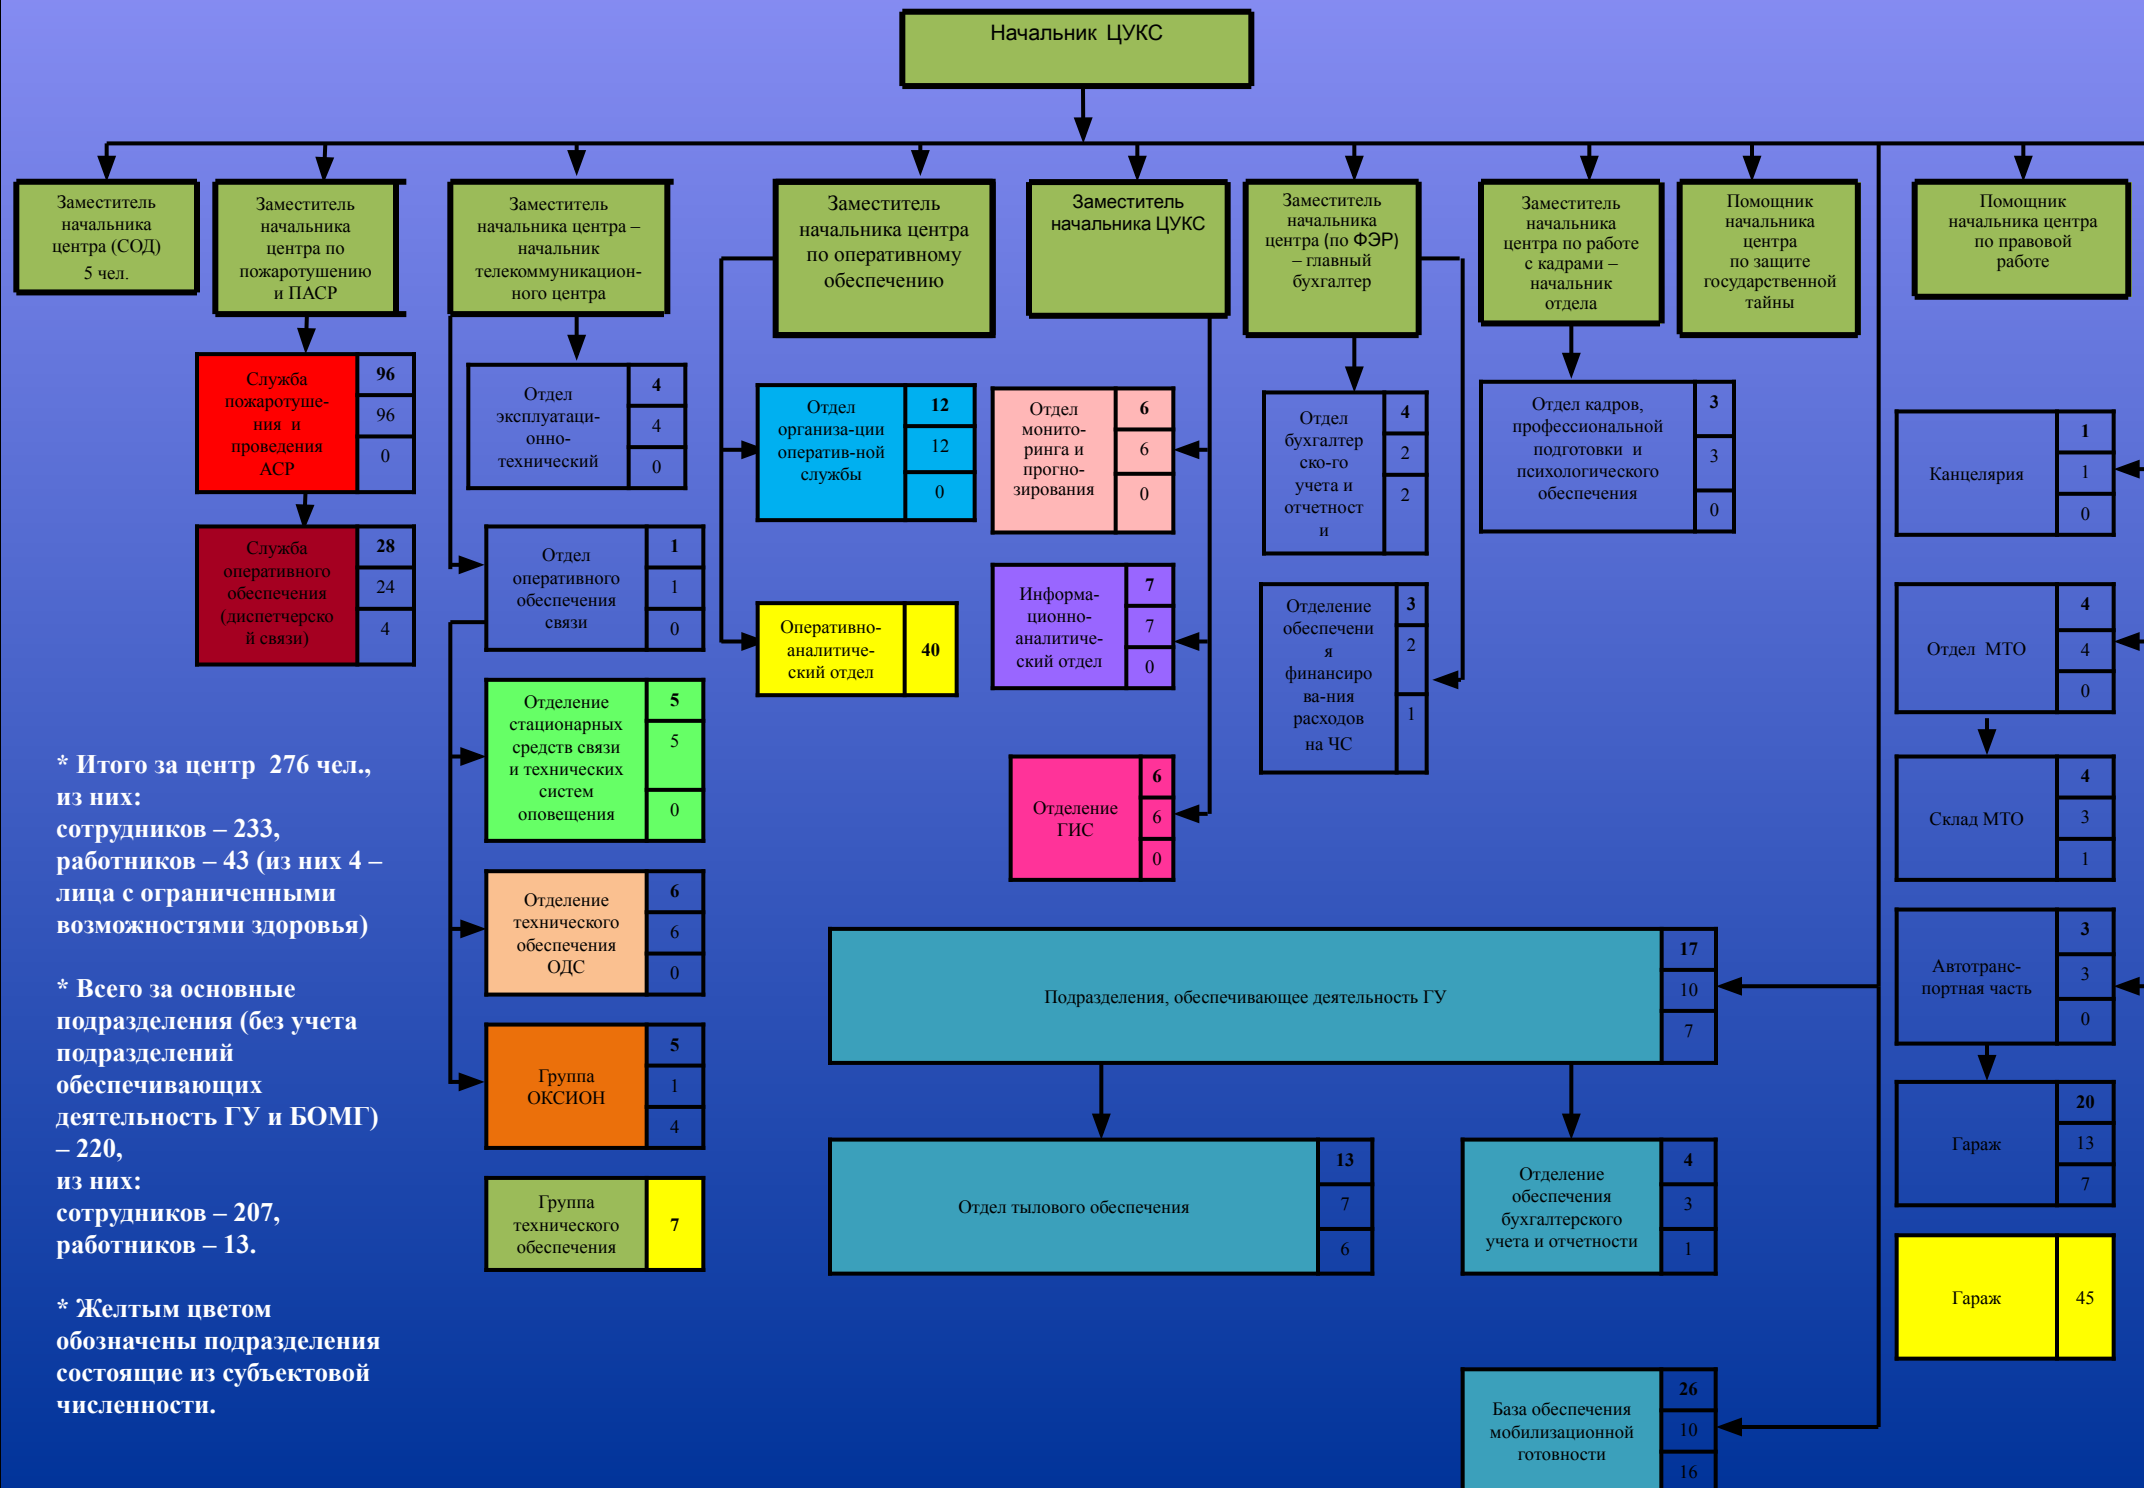 Начальник ЦУКС
Заместитель
начальника
центра (СОД)
5 чел.
Заместитель
начальника
центра по
пожаротушению
и ПАСР
Заместитель
начальника центра –
начальник
телекоммуникацион-
ного центра
Заместитель
начальника центра
по оперативному
обеспечению
Заместитель
начальника ЦУКС
Заместитель
начальника
центра (по ФЭР)
– главный
бухгалтер
Заместитель
начальника
центра по работе
с кадрами –
начальник
отдела
Помощник
начальника
центра
по защите
государственной
тайны
Помощник
начальника центра
по правовой
работе
Служба
пожаротуше-
ния и
проведения
АСР
96
96
0
Служба
оперативного
обеспечения
(диспетчерско
й связи)
28
24
4
Отдел
эксплуатаци-
онно-
технический
4
4
0
Отдел
оперативного
обеспечения
связи
1
1
0
Отделение
стационарных
средств связи
и технических
систем
оповещения
5
5
0
Отделение
технического
обеспечения
ОДС
6
6
0
Группа
ОКСИОН
5
1
4
Группа
технического
обеспечения
7
Отдел
организа-ции
оператив-ной
службы
12
12
0
Оперативно-
аналитиче-
ский отдел
40
Отдел
монито-
ринга и
прогно-
зирования
6
6
0
Информа-
ционно-
аналитиче-
ский отдел
7
7
0
Отделение
ГИС
6
6
0
Отдел
бухгалтер
ско-го
учета и
отчетност
и
4
2
2
Отделение
обеспечени
я
финансиро
ва-ния
расходов
на ЧС
3
2
1
Отдел кадров,
профессиональной
подготовки и
психологического
обеспечения
3
3
0
Канцелярия
1
1
0
Отдел МТО
4
4
0
Склад МТО
4
3
1
Автотранс-
портная часть
3
3
0
Гараж
20
13
7
Гараж
45
Подразделения, обеспечивающее деятельность ГУ
17
10
7
Отдел тылового обеспечения
13
7
6
Отделение
обеспечения
бухгалтерского
учета и отчетности
4
3
1
База обеспечения
мобилизационной
готовности
26
10
16
* Итого за центр 276 чел.,
из них:
сотрудников – 233,
работников – 43 (из них 4 –
лица с ограниченными
возможностями здоровья)
* Всего за основные
подразделения (без учета
подразделений
обеспечивающих
деятельность ГУ и БОМГ)
– 220,
из них:
сотрудников – 207,
работников – 13.
* Желтым цветом
обозначены подразделения
состоящие из субъектовой
численности.